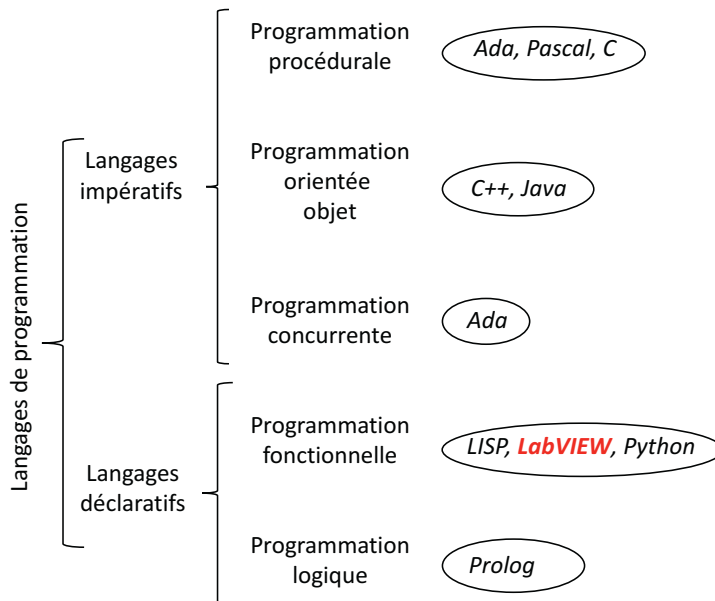 Langages de programmation
Langages
impératifs
Programmation
procédurale
Ada, Pascal, C
Programmation
orientée
objet
C++, Java
Programmation
concurrente
Ada
Langages
déclaratifs
Programmation
fonctionnelle
LISP, LabVIEW, Python
Programmation
logique
Prolog